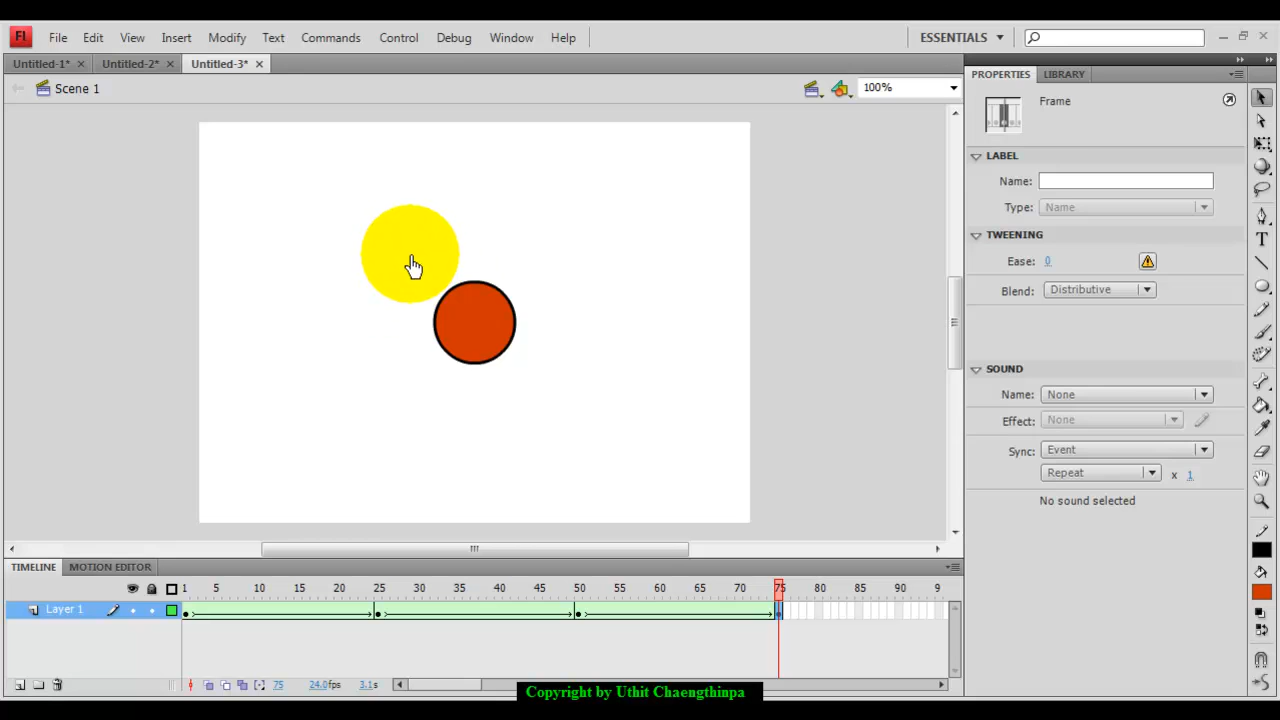 FL File Edit View Insert Modify Text Commands Control Debug Window Help ESSENTIALS
Untitled-1* Untitled-2* Untitled-3*
Scene 1 100%
PROPERTIES LIBRARY
Frame
LABEL
Name:
Type: Name
TWEENING
Ease: 0
Blend: Distributive
SOUND
Name: None
Effect: None
Sync: Event
Repeat x 1
No sound selected
TIMELINE MOTION EDITOR
1 5 10 15 20 25 30 35 40 45 50 55 60 65 70 75 80 85 90 9
Layer 1
75 24.0fps 3.1s
Copyright by Uthit Chaengthinpa